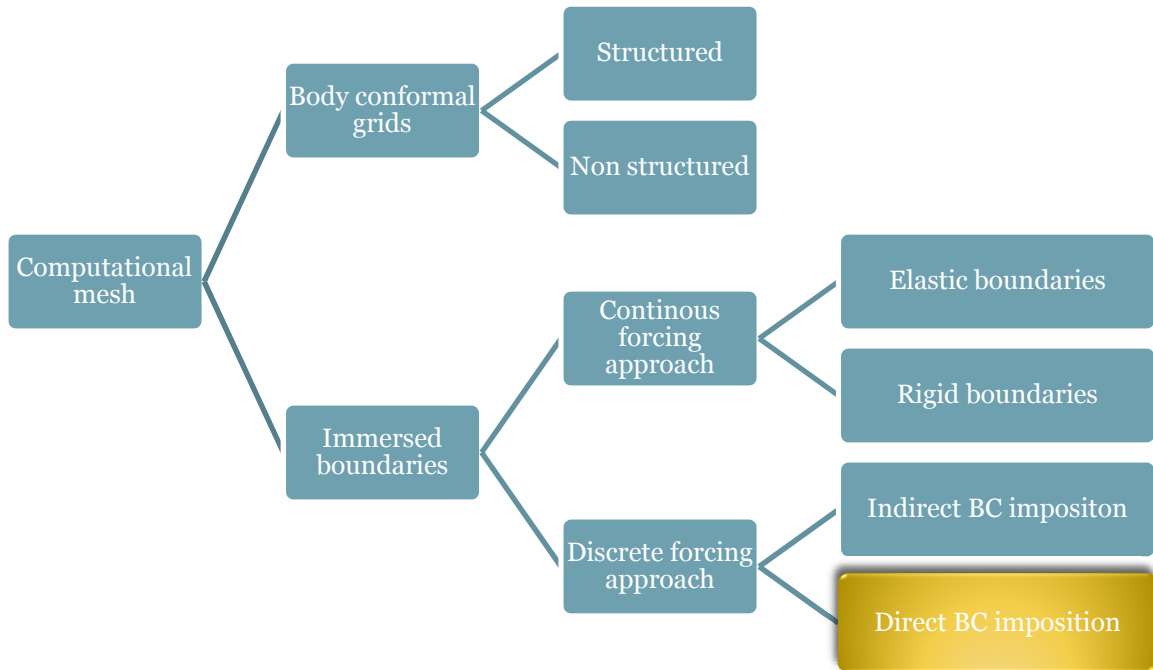 Computational
mesh
Body conformal
grids
Structured
Non structured
Immersed
boundaries
Continous
forcing
approach
Elastic boundaries
Rigid boundaries
Discrete forcing
approach
Indirect BC impositon
Direct BC imposition